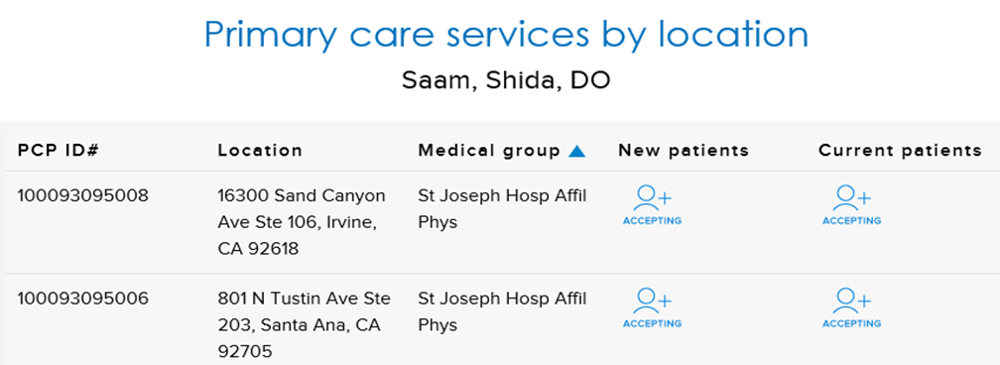 Primary care services by location
Saam, Shida, DO
PCP ID# Location Medical group New patients Current patients
100093095008 16300 Sand Canyon St Joseph Hosp Affil
Ave Ste 106, Irvine, Phys ACCEPTING ACCEPTING
CA 92618
100093095006 801 N Tustin Ave Ste St Joseph Hosp Affil
203, Santa Ana, CA Phys ACCEPTING ACCEPTING
92705